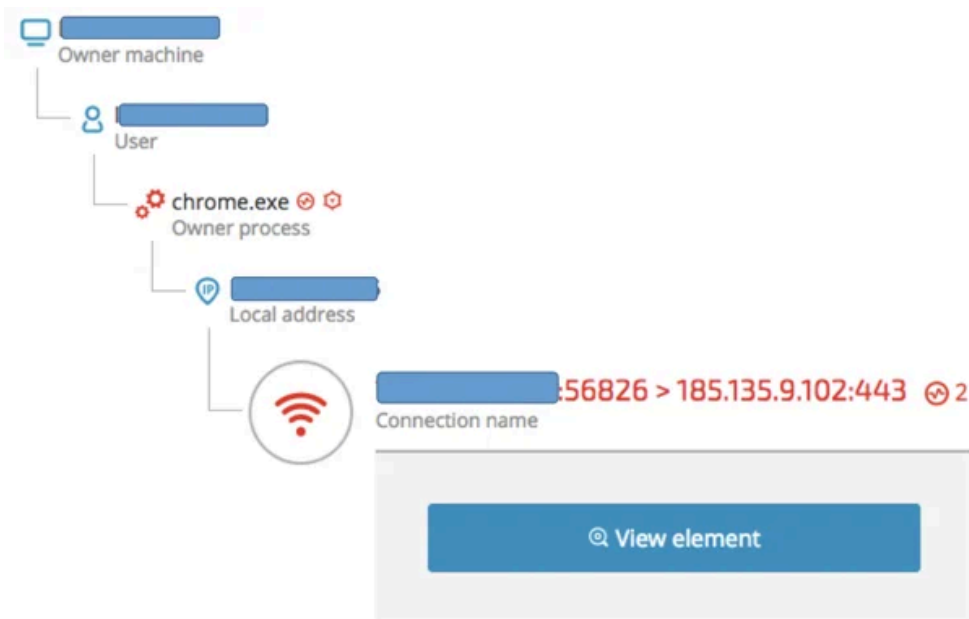 Owner machine
User
chrome.exe
Owner process
IP
Local address
:56826 > 185.135.9.102:443 2
Connection name
View element